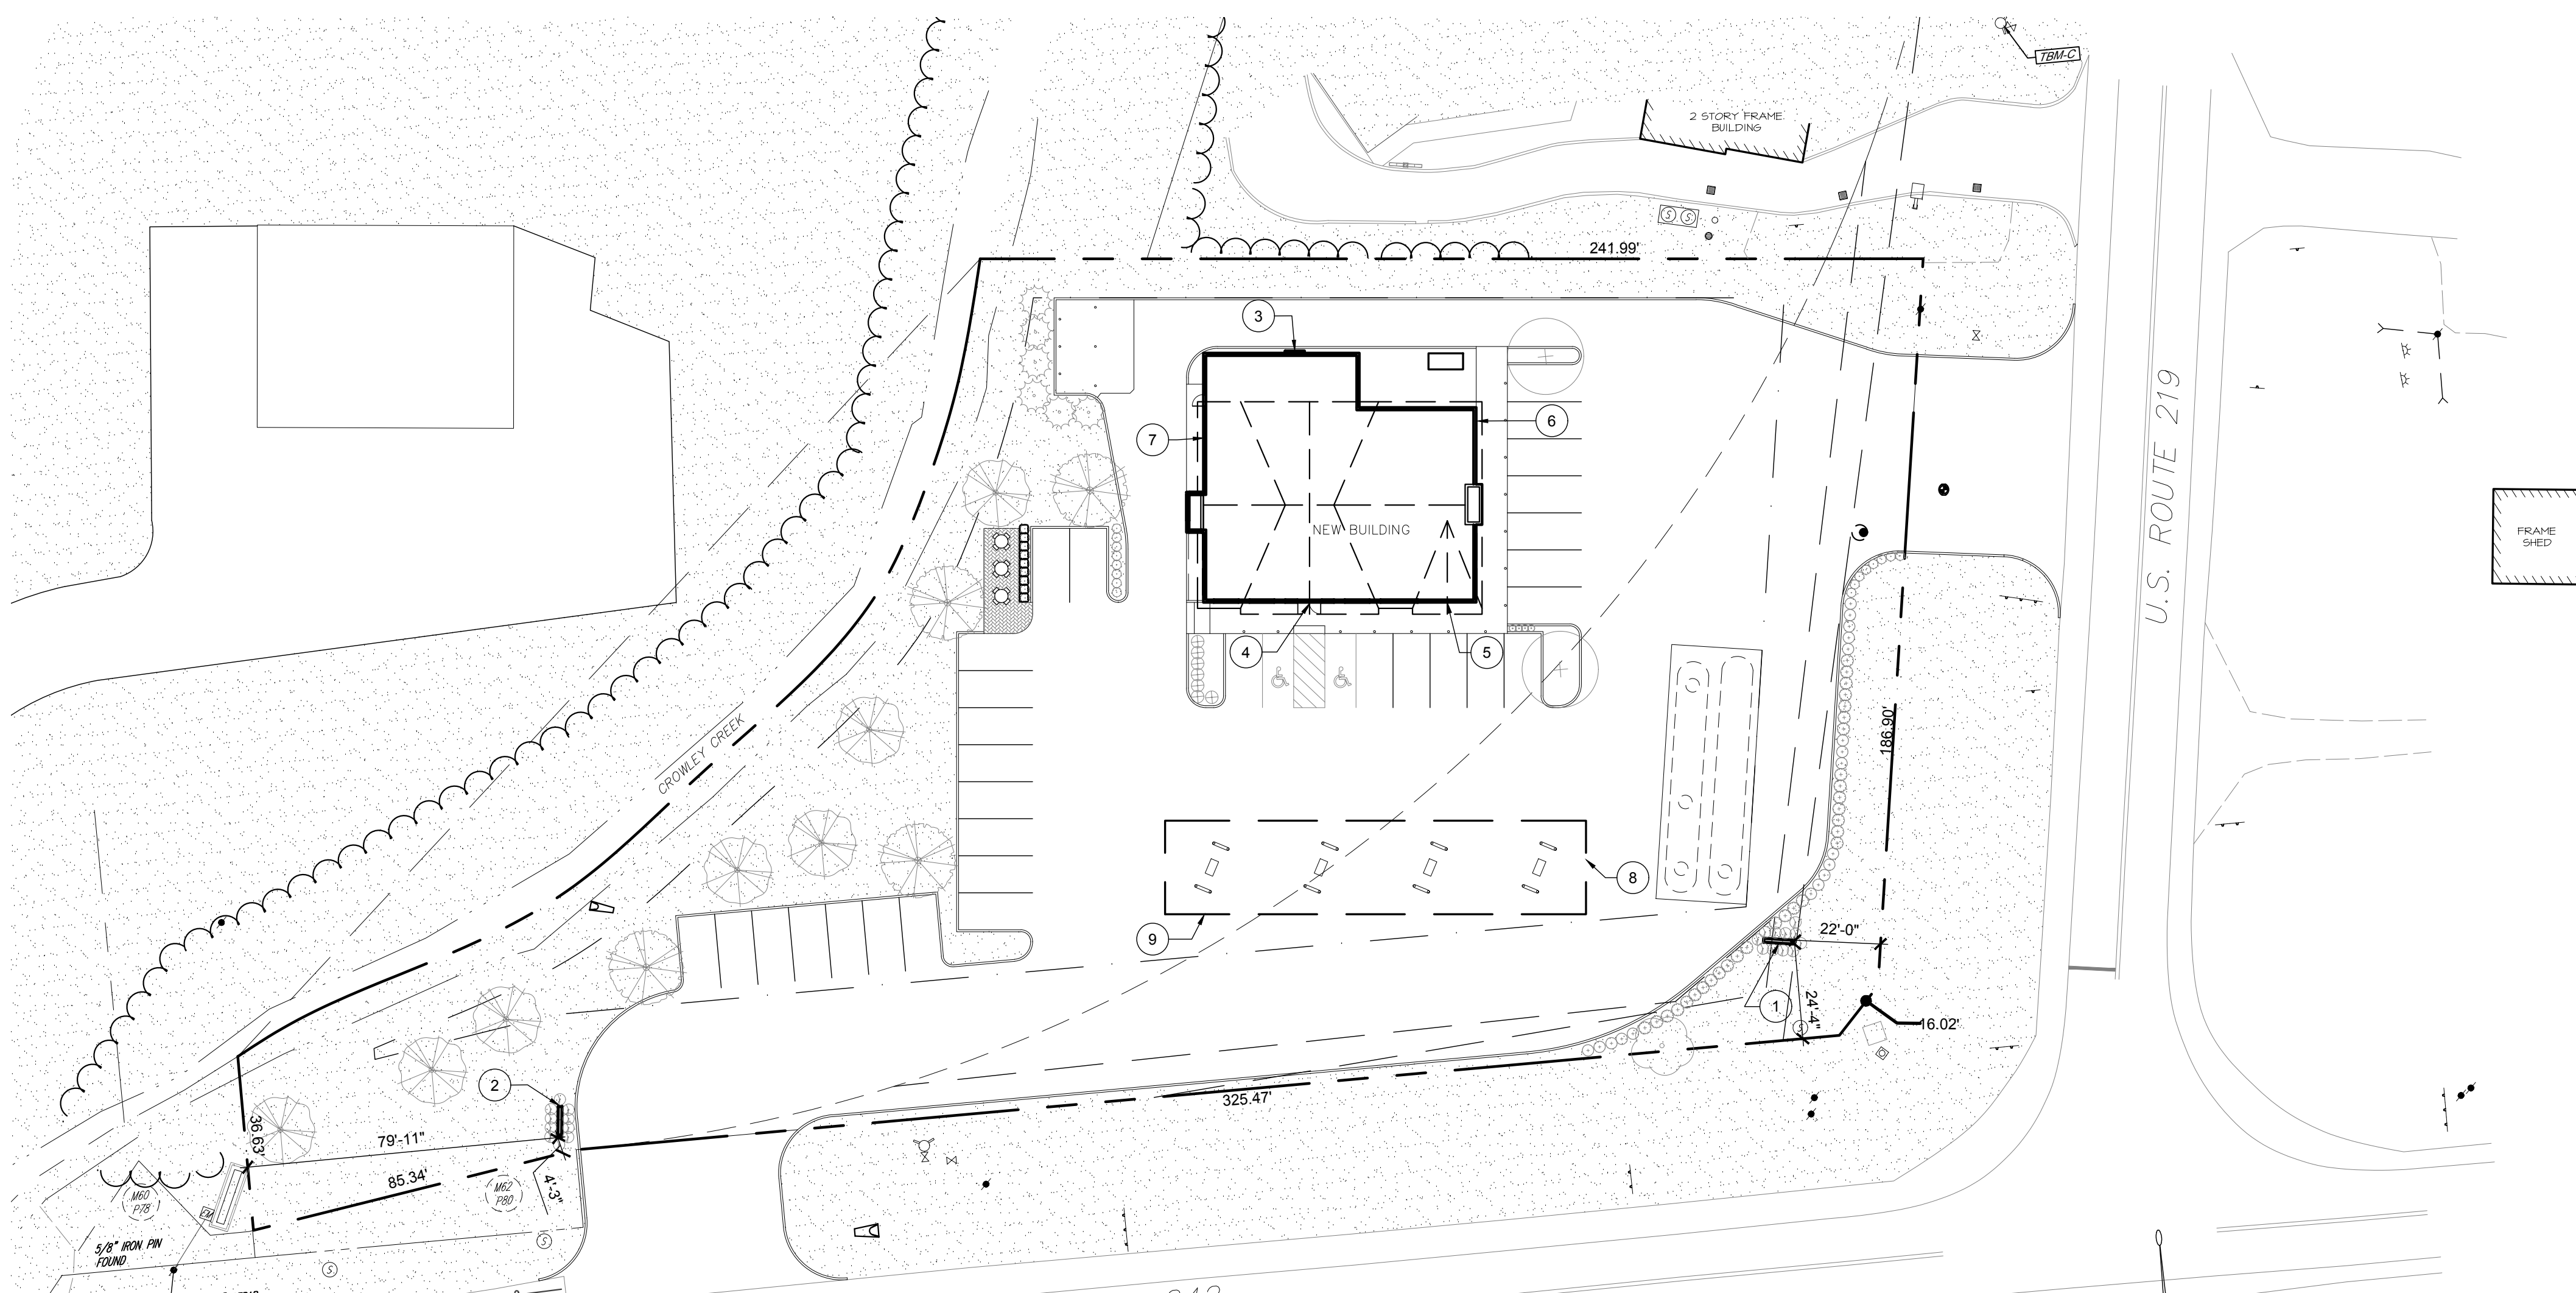 TBM-C
2 STORY FRAME
BUILDING
241.99'
U.S. ROUTE 219
3
7
6
NEW BUILDING
FRAME
SHED
4
5
186.90'
CROWLEY CREEK
8
9
22'-0"
1
24'-4"
16.02'
2
325.47'
36.63'
79'-11"
85.34'
4'-3"
M60
P78
M62
P80
CM
5/8" IRON PIN
FOUND
S
S
S
S
S